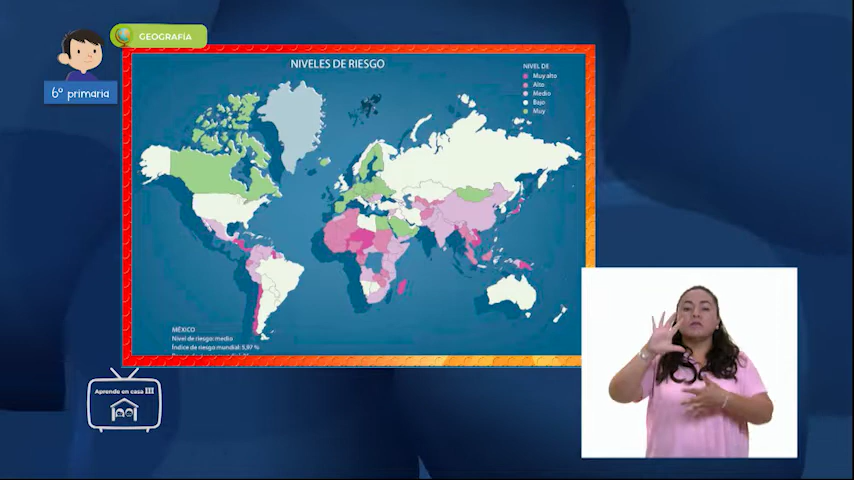 GEOGRAFÍA
6° primaria
NIVELES DE RIESGO
NIVEL DE
Muy alto
Alto
Medio
Bajo
Muy
MÉXICO
Nivel de riesgo: medio
Índice de riesgo mundial: 5,97 %
Aprende en casa III